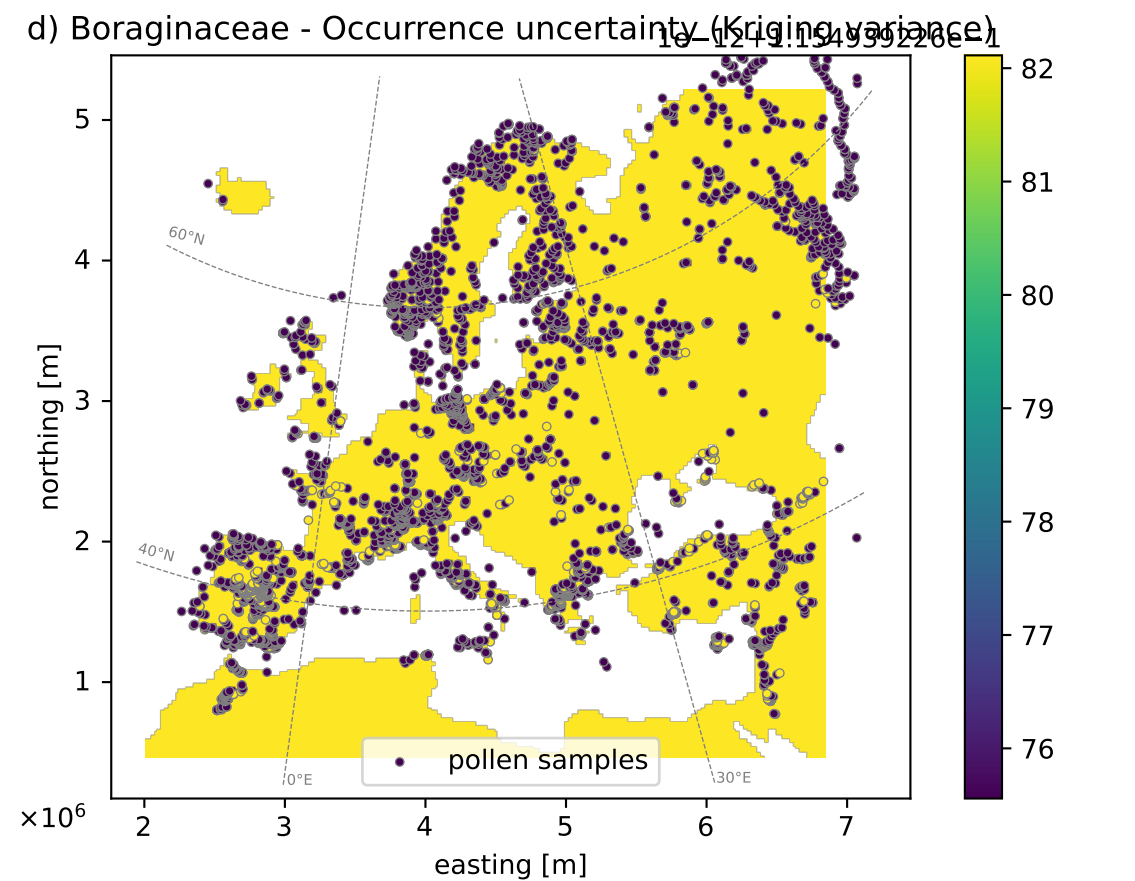 d) Boraginaceae - Occurrence uncertainty (Kriging variance)
1e−12+1.154939226e−1
82
81
80
79
78
77
76
5
4
3
2
1
northing [m]
60°N
40°N
0°E
30°E
pollen samples
×10⁶
2 3 4 5 6 7
easting [m]